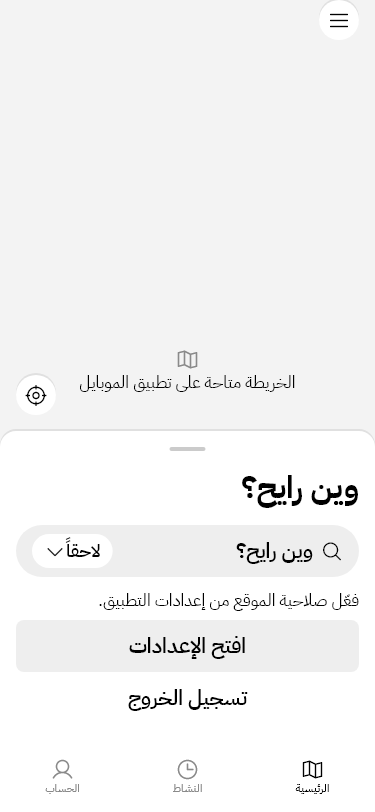 الخريطة متاحة على تطبيق الموبايل
وين رايح؟
وين رايح؟
لاحقاً
فعّل صلاحية الموقع من إعدادات التطبيق.
افتح الإعدادات
تسجيل الخروج
الرئيسية
النشاط
الحساب